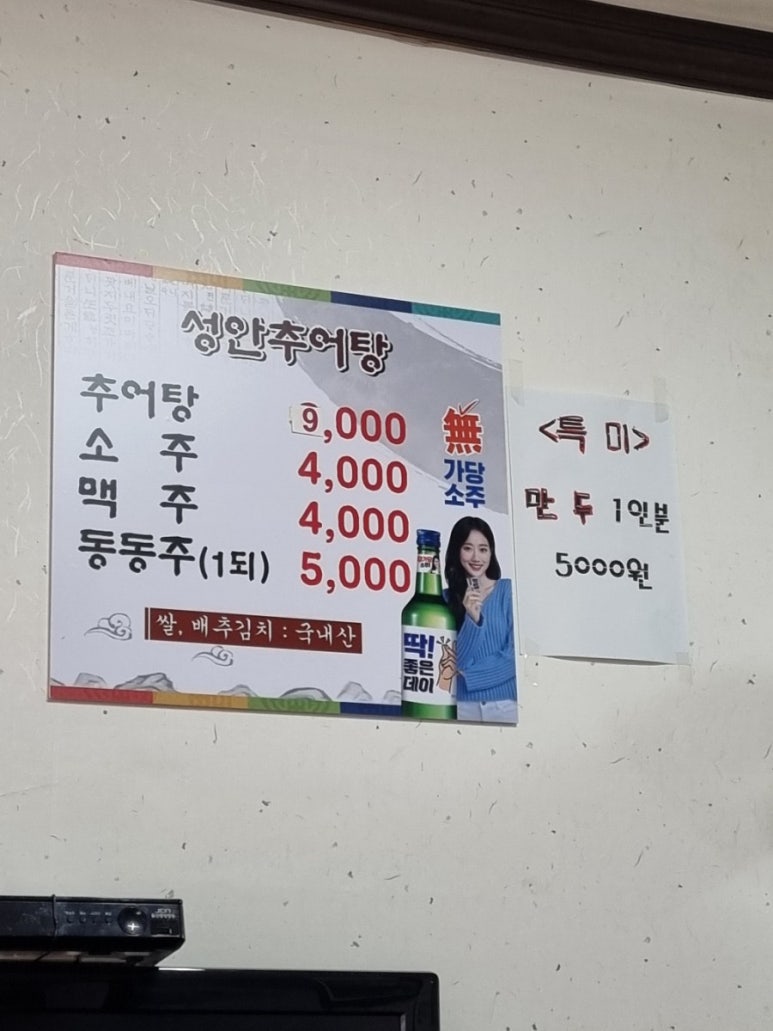 성안추어탕
추어탕 9,000
소 주 4,000
맥 주 4,000
동동주(1되) 5,000
쌀, 배추김치 : 국내산
無
가당
소주
딱!
좋은
데이
<특 미>
만 두 1인분
5000원
JCN